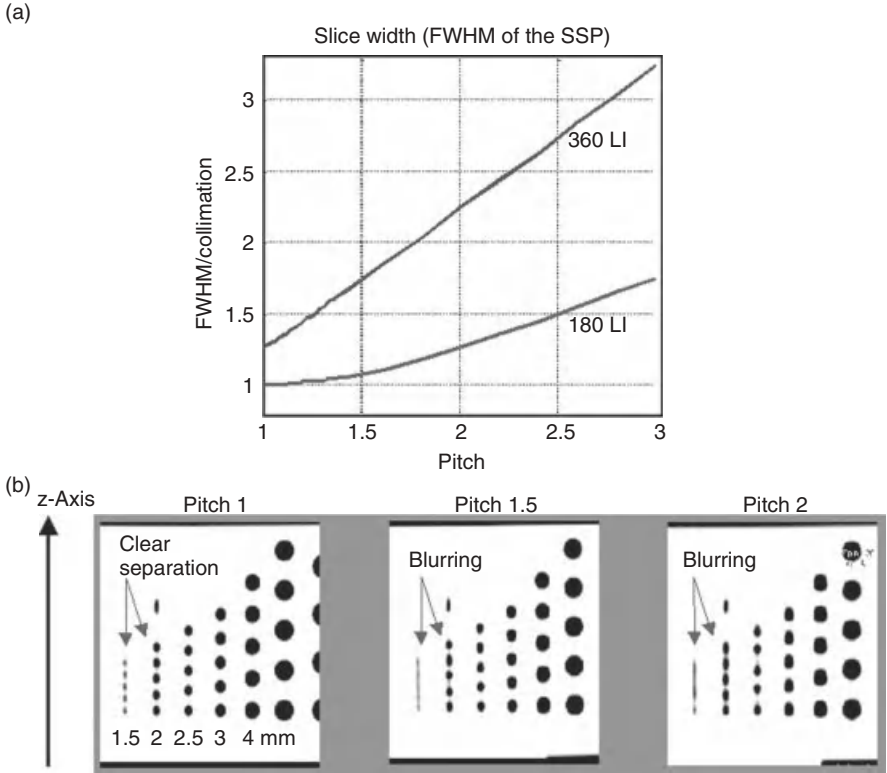 (a)
Slice width (FWHM of the SSP)
FWHM/collimation
3
2.5
2
1.5
1
360 LI
180 LI
1 1.5 2 2.5 3
Pitch
(b)
z-Axis
Pitch 1
Pitch 1.5
Pitch 2
Clear
separation
Blurring
Blurring
1.5 2 2.5 3 4 mm